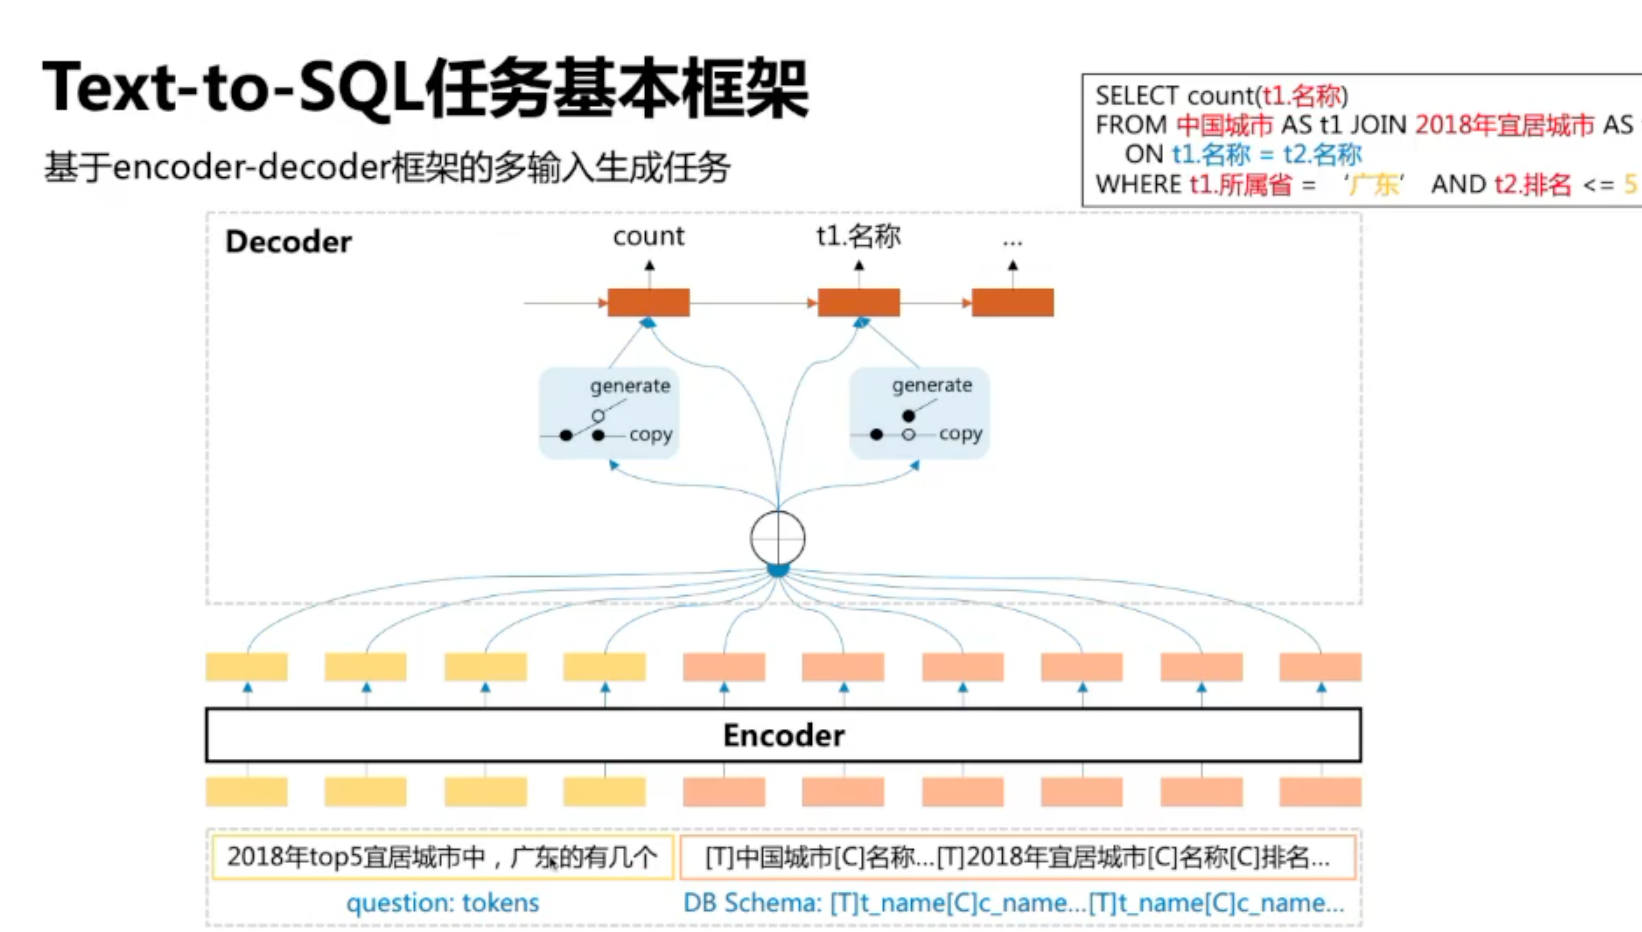 Text-to-SQL任务基本框架
基于encoder-decoder框架的多输入生成任务
SELECT count(t1.名称)
FROM 中国城市 AS t1 JOIN 2018年宜居城市 AS
ON t1.名称 = t2.名称
WHERE t1.所属省 = ‘广东’ AND t2.排名 <= 5
Decoder
count t1.名称 ...
generate generate
copy copy
Encoder
2018年top5宜居城市中，广东的有几个 [T]中国城市[C]名称...[T]2018年宜居城市[C]名称[C]排名...
question: tokens DB Schema: [T]t_name[C]c_name...[T]t_name[C]c_name...